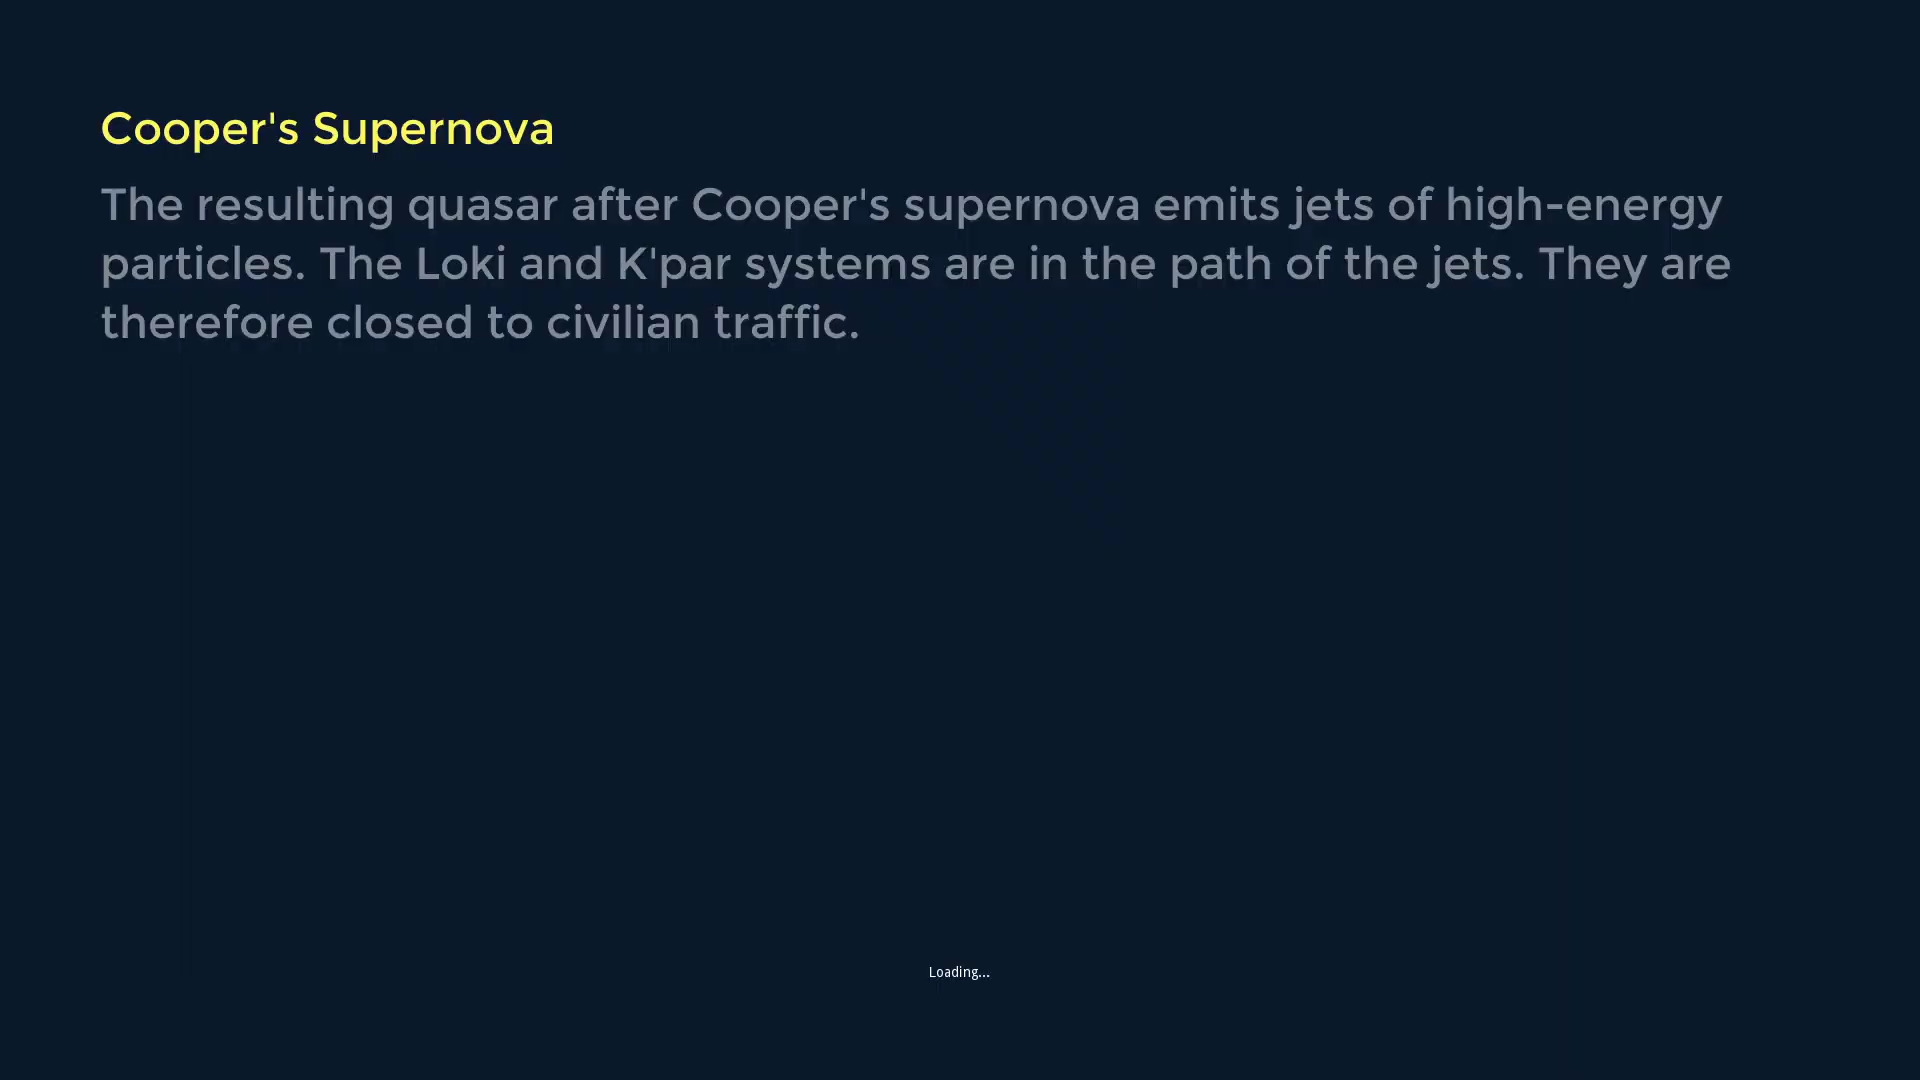 Cooper's Supernova
The resulting quasar after Cooper's supernova emits jets of high-energy
particles. The Loki and K'par systems are in the path of the jets. They are
therefore closed to civilian traffic.
Loading...